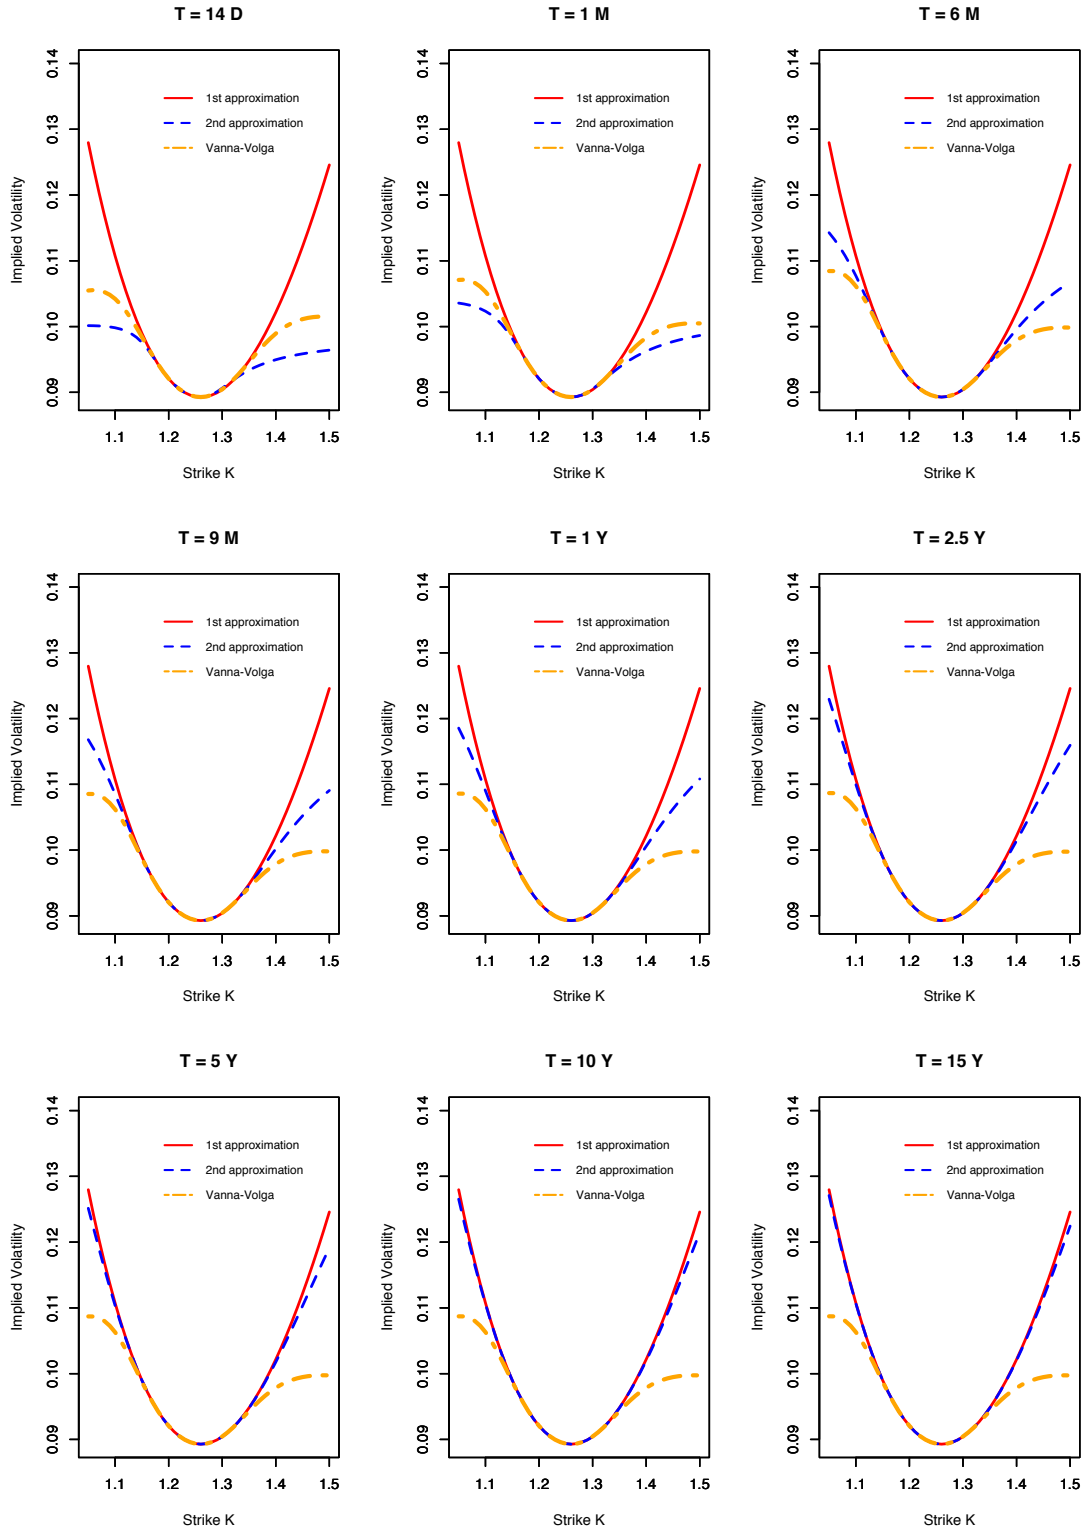 T = 14 D
Implied Volatility
0.14
0.13
0.12
0.11
0.10
0.09
1st approximation
2nd approximation
Vanna-Volga
1.1 1.2 1.3 1.4 1.5
Strike K
T = 1 M
Implied Volatility
0.14
0.13
0.12
0.11
0.10
0.09
1st approximation
2nd approximation
Vanna-Volga
1.1 1.2 1.3 1.4 1.5
Strike K
T = 6 M
Implied Volatility
0.14
0.13
0.12
0.11
0.10
0.09
1st approximation
2nd approximation
Vanna-Volga
1.1 1.2 1.3 1.4 1.5
Strike K
T = 9 M
Implied Volatility
0.14
0.13
0.12
0.11
0.10
0.09
1st approximation
2nd approximation
Vanna-Volga
1.1 1.2 1.3 1.4 1.5
Strike K
T = 1 Y
Implied Volatility
0.14
0.13
0.12
0.11
0.10
0.09
1st approximation
2nd approximation
Vanna-Volga
1.1 1.2 1.3 1.4 1.5
Strike K
T = 2.5 Y
Implied Volatility
0.14
0.13
0.12
0.11
0.10
0.09
1st approximation
2nd approximation
Vanna-Volga
1.1 1.2 1.3 1.4 1.5
Strike K
T = 5 Y
Implied Volatility
0.14
0.13
0.12
0.11
0.10
0.09
1st approximation
2nd approximation
Vanna-Volga
1.1 1.2 1.3 1.4 1.5
Strike K
T = 10 Y
Implied Volatility
0.14
0.13
0.12
0.11
0.10
0.09
1st approximation
2nd approximation
Vanna-Volga
1.1 1.2 1.3 1.4 1.5
Strike K
T = 15 Y
Implied Volatility
0.14
0.13
0.12
0.11
0.10
0.09
1st approximation
2nd approximation
Vanna-Volga
1.1 1.2 1.3 1.4 1.5
Strike K